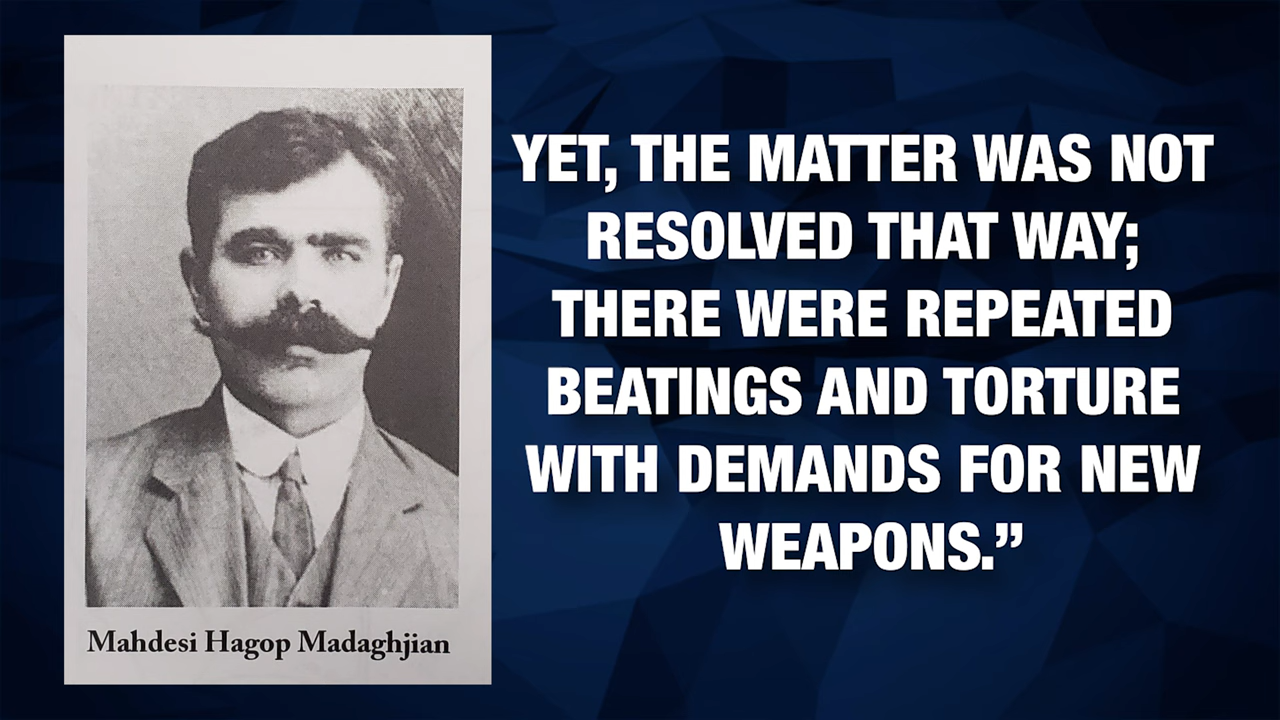 YET, THE MATTER WAS NOT
RESOLVED THAT WAY;
THERE WERE REPEATED
BEATINGS AND TORTURE
WITH DEMANDS FOR NEW
WEAPONS.”
Mahdesi Hagop Madaghjian